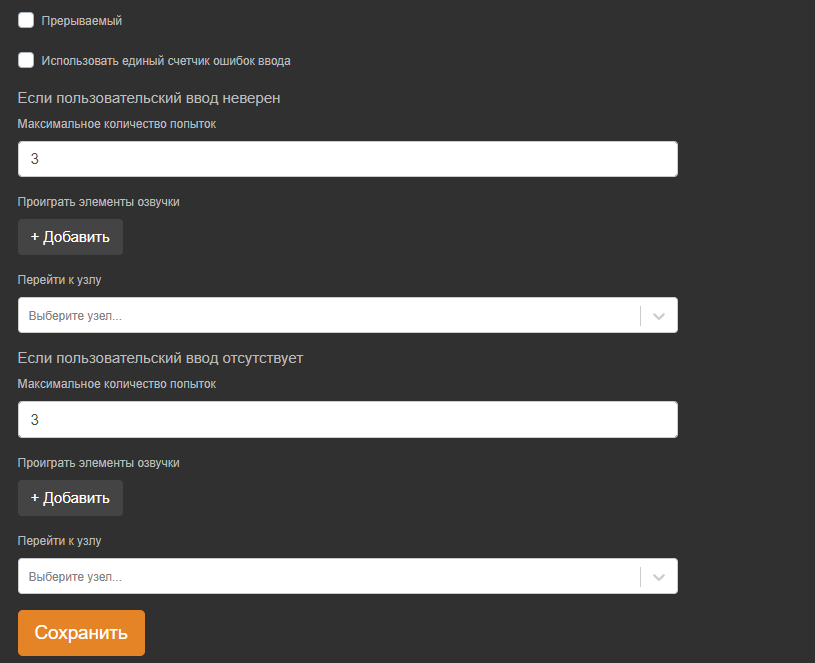 Прерываемый
Использовать единый счетчик ошибок ввода
Если пользовательский ввод неверен
Максимальное количество попыток
3
Проиграть элементы озвучки
+ Добавить
Перейти к узлу
Выберите узел...
Если пользовательский ввод отсутствует
Максимальное количество попыток
3
Проиграть элементы озвучки
+ Добавить
Перейти к узлу
Выберите узел...
Сохранить